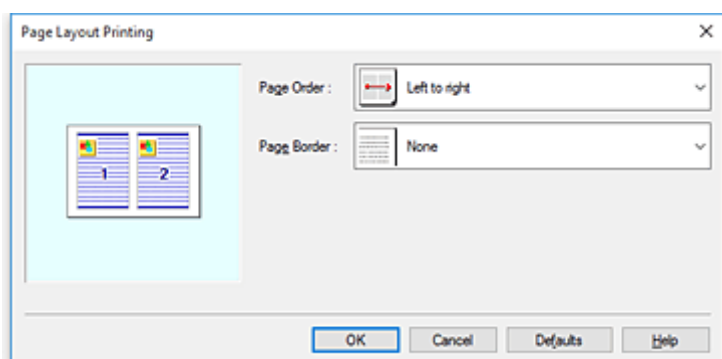 Page Layout Printing
Page Order :
Left to right
1 2
Page Border :
None
OK Cancel Defaults Help